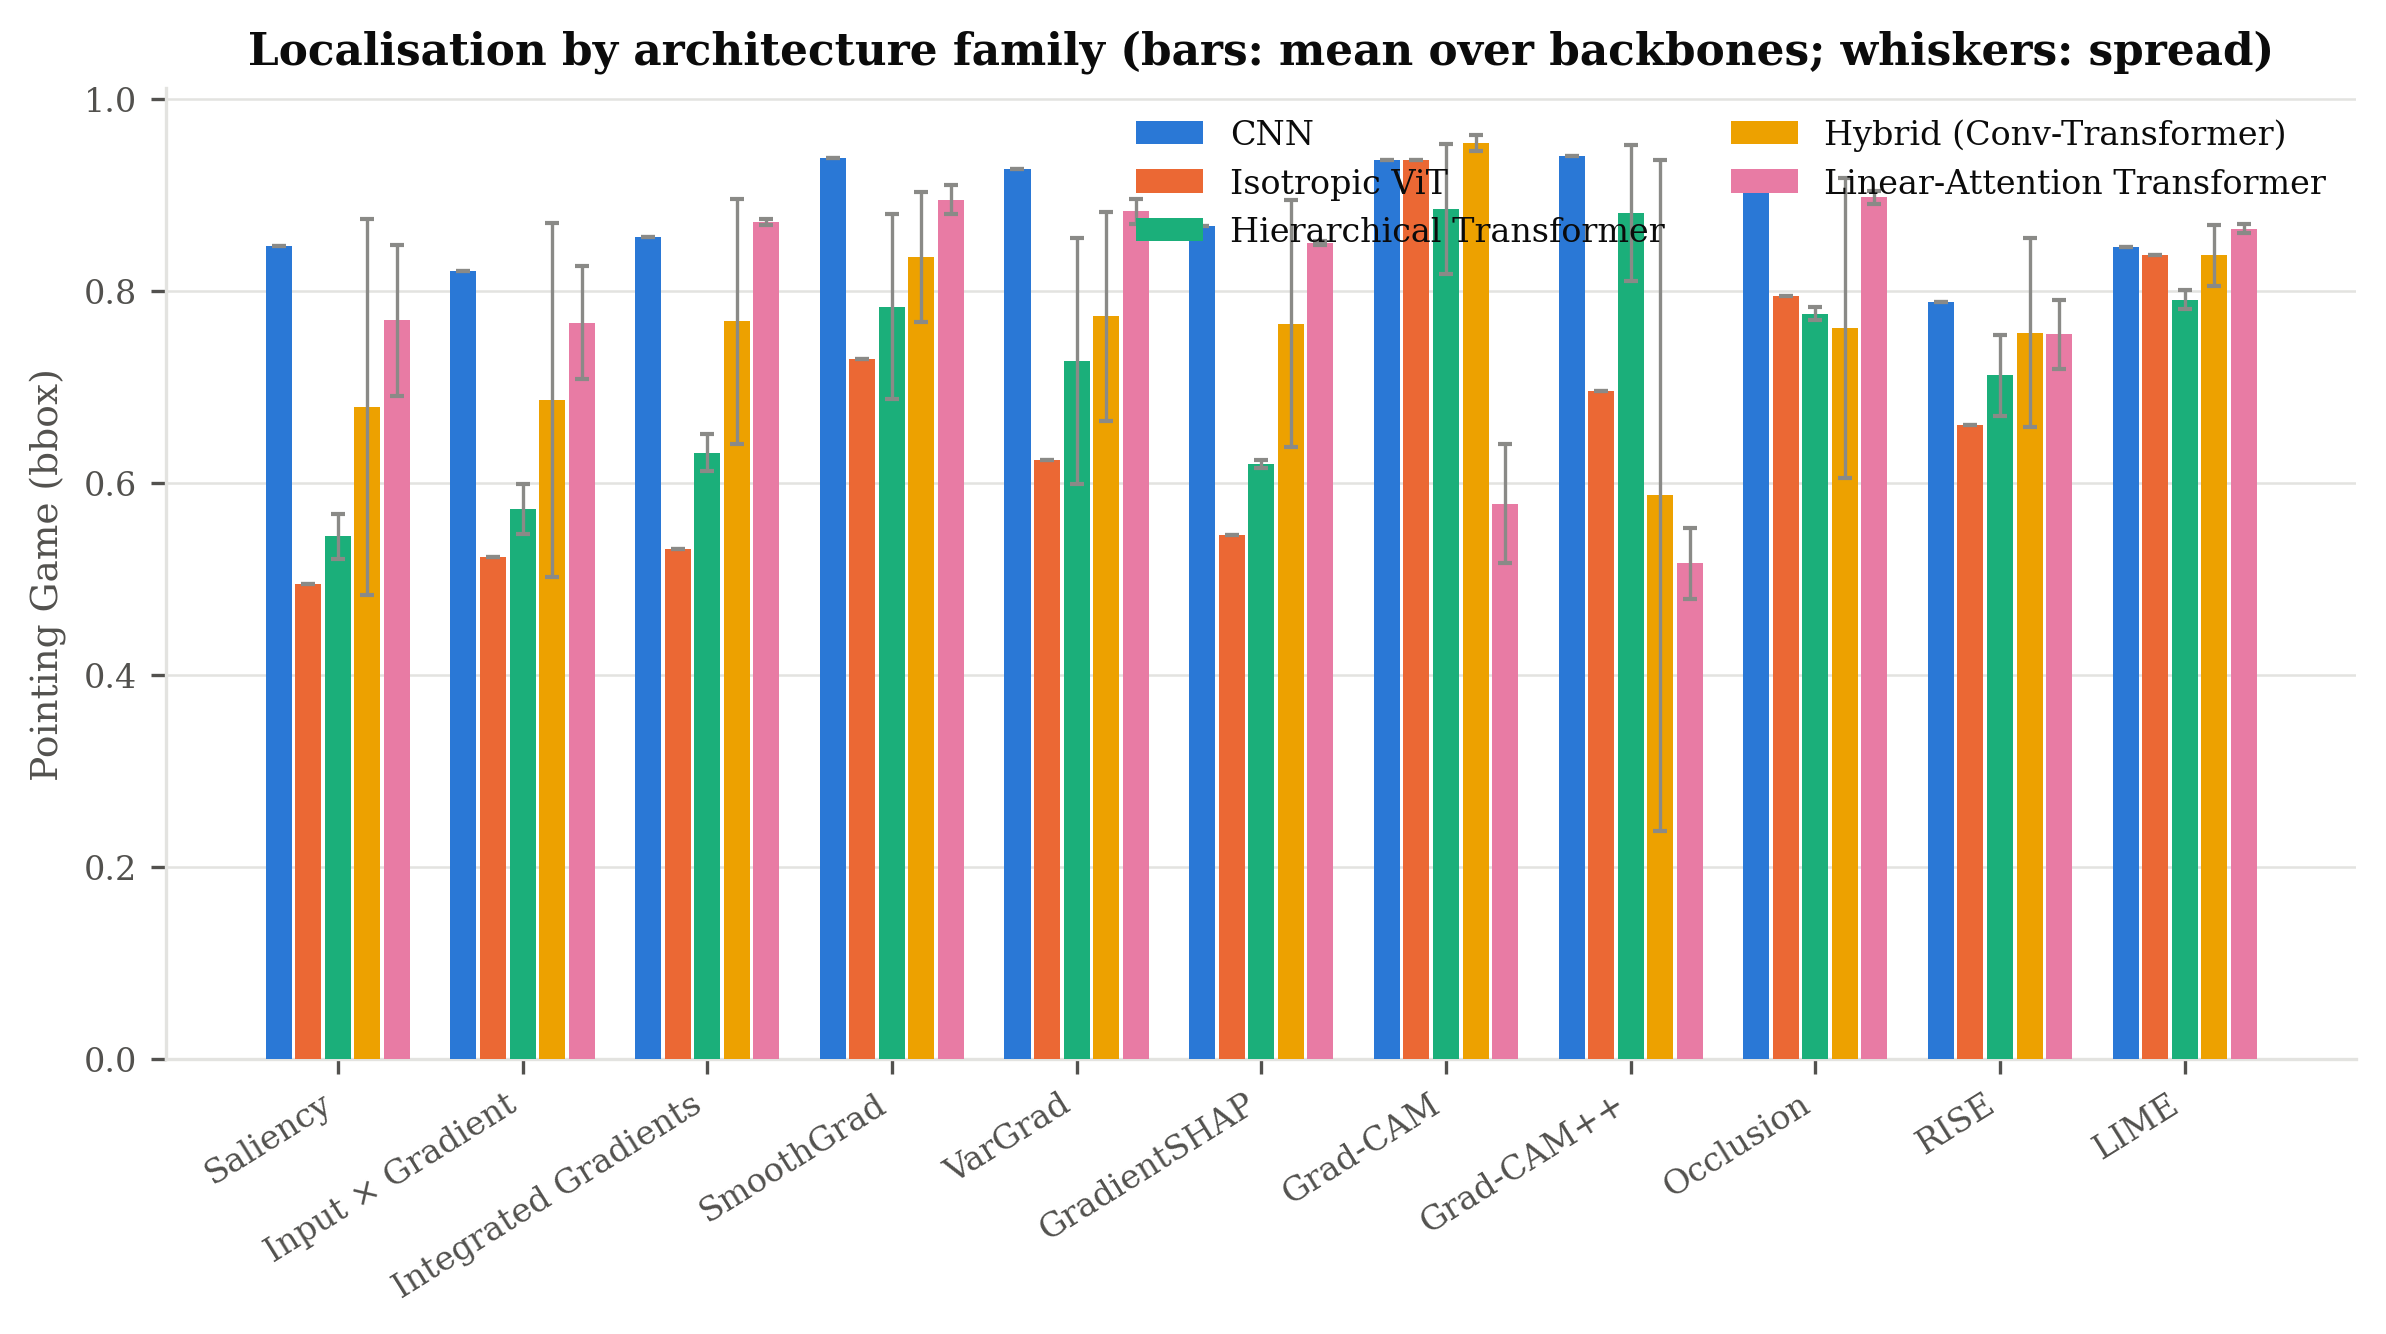 Localisation by architecture family (bars: mean over backbones; whiskers: spread)
CNN
Isotropic ViT
Hierarchical Transformer
Hybrid (Conv-Transformer)
Linear-Attention Transformer
Pointing Game (bbox)
1.0
0.8
0.6
0.4
0.2
0.0
Saliency
Input × Gradient
Integrated Gradients
SmoothGrad
VarGrad
GradientSHAP
Grad-CAM
Grad-CAM++
Occlusion
RISE
LIME